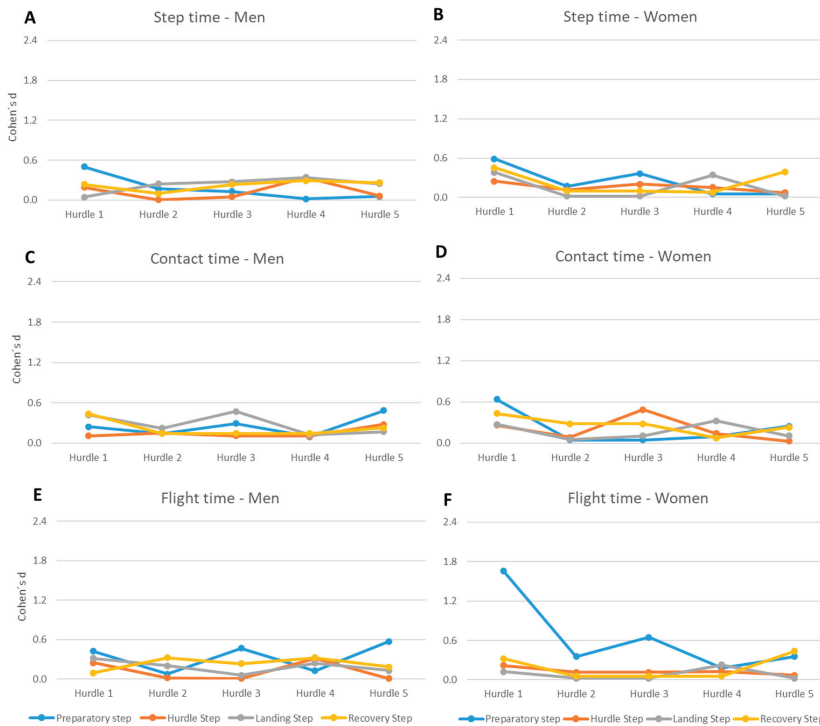 A
Step time - Men
Cohen´s d
2.4
1.8
1.2
0.6
0.0
Hurdle 1 Hurdle 2 Hurdle 3 Hurdle 4 Hurdle 5
B
Step time - Women
2.4
1.8
1.2
0.6
0.0
Hurdle 1 Hurdle 2 Hurdle 3 Hurdle 4 Hurdle 5
C
Contact time - Men
Cohen´s d
2.4
1.8
1.2
0.6
0.0
Hurdle 1 Hurdle 2 Hurdle 3 Hurdle 4 Hurdle 5
D
Contact time - Women
2.4
1.8
1.2
0.6
0.0
Hurdle 1 Hurdle 2 Hurdle 3 Hurdle 4 Hurdle 5
E
Flight time - Men
Cohen´s d
2.4
1.8
1.2
0.6
0.0
Hurdle 1 Hurdle 2 Hurdle 3 Hurdle 4 Hurdle 5
Preparatory step Hurdle Step Landing Step Recovery Step
F
Flight time - Women
2.4
1.8
1.2
0.6
0.0
Hurdle 1 Hurdle 2 Hurdle 3 Hurdle 4 Hurdle 5
Preparatory step Hurdle Step Landing Step Recovery Step